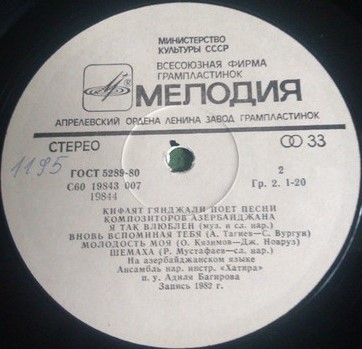 МИНИСТЕРСТВО
КУЛЬТУРЫ СССР
ВСЕСОЮЗНАЯ ФИРМА
ГРАМПЛАСТИНОК
МЕЛОДИЯ
АПРЕЛЕВСКИЙ ОРДЕНА ЛЕНИНА ЗАВОД ГРАМПЛАСТИНОК
СТЕРЕО 33
1195
ГОСТ 5289-80 2
С60 19843 007 Гр. 2. 1-20
19844
КИФАЯТ ГЯНДЖАЛИ ПОЕТ ПЕСНИ
КОМПОЗИТОРОВ АЗЕРБАЙДЖАНА
Я ТАК ВЛЮБЛЕН (муз. и сл. нар.)
ВНОВЬ ВСПОМИНАЯ ТЕБЯ (А. Тагиев—С. Вургун)
МОЛОДОСТЬ МОЯ (О. Кязимов—Дж. Новруз)
ШЕМАХА (Р. Мустафаев—сл. нар.)
На азербайджанском языке
Ансамбль нар. инстр. «Хатира»
п. у. Адиля Багирова
Запись 1982 г.